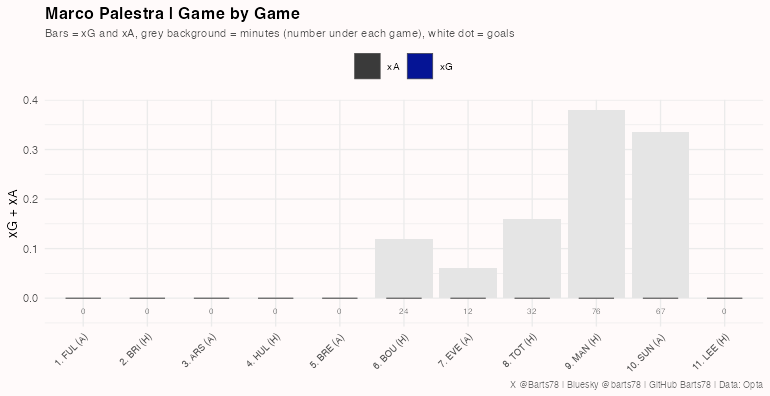 Marco Palestra I Game by Game
Bars = xG and xA, grey background = minutes (number under each game), white dot = goals
xA xG
xG + xA
0.4
0.3
0.2
0.1
0.0
0 0 0 0 0 24 12 32 76 67 0
1. FUL (A) 2. BRI (H) 3. ARS (A) 4. HUL (H) 5. BRE (A) 6. BOU (H) 7. EVE (A) 8. TOT (H) 9. MAN (H) 10. SUN (A) 11. LEE (H)
X @Barts78 I Bluesky @barts78 I GitHub Barts78 I Data: Opta